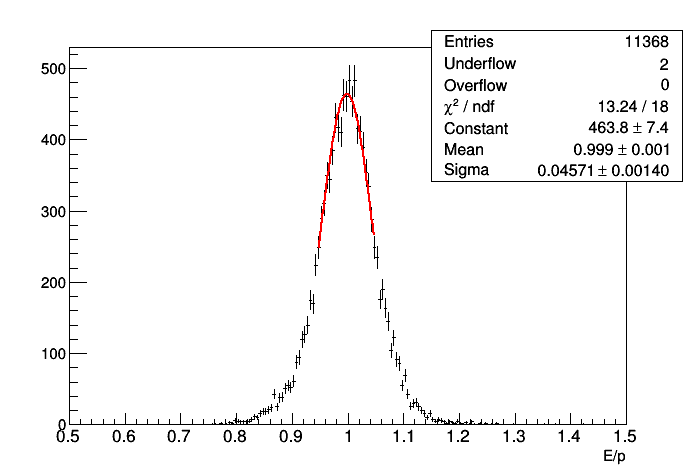 Entries 11368
Underflow 2
Overflow 0
χ² / ndf 13.24 / 18
Constant 463.8 ± 7.4
Mean 0.999 ± 0.001
Sigma 0.04571 ± 0.00140
500
400
300
200
100
0
0.5 0.6 0.7 0.8 0.9 1 1.1 1.2 1.3 1.4 1.5
E/p